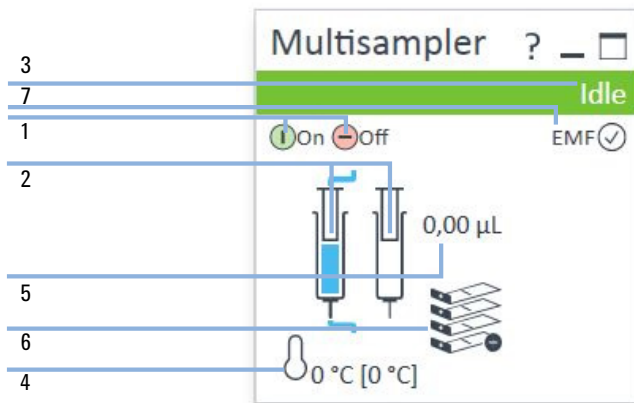 Multisampler ? _
3
Idle
7
1
On Off EMF
2
0,00 µL
5
6
0 °C [0 °C]
4